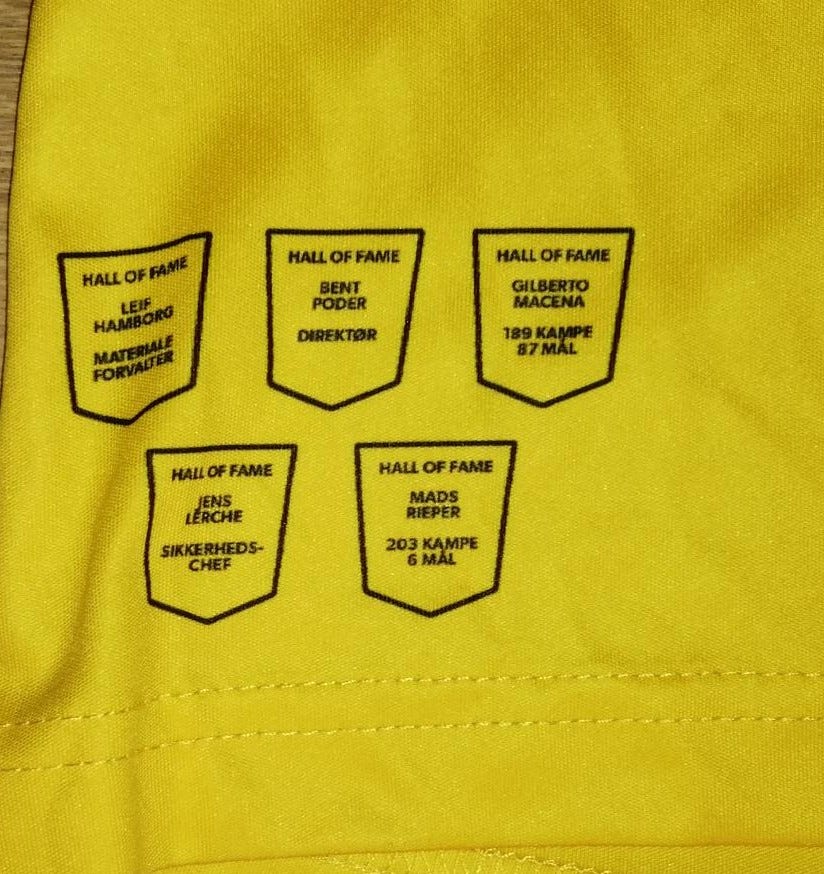 HALL OF FAME
LEIF
HAMBORG
MATERIALE
FORVALTER
HALL OF FAME
BENT
PODER
DIREKTØR
HALL OF FAME
GILBERTO
MACENA
189 KAMPE
87 MÅL
HALL OF FAME
JENS
LERCHE
SIKKERHEDS-
CHEF
HALL OF FAME
MADS
RIEPER
203 KAMPE
6 MÅL